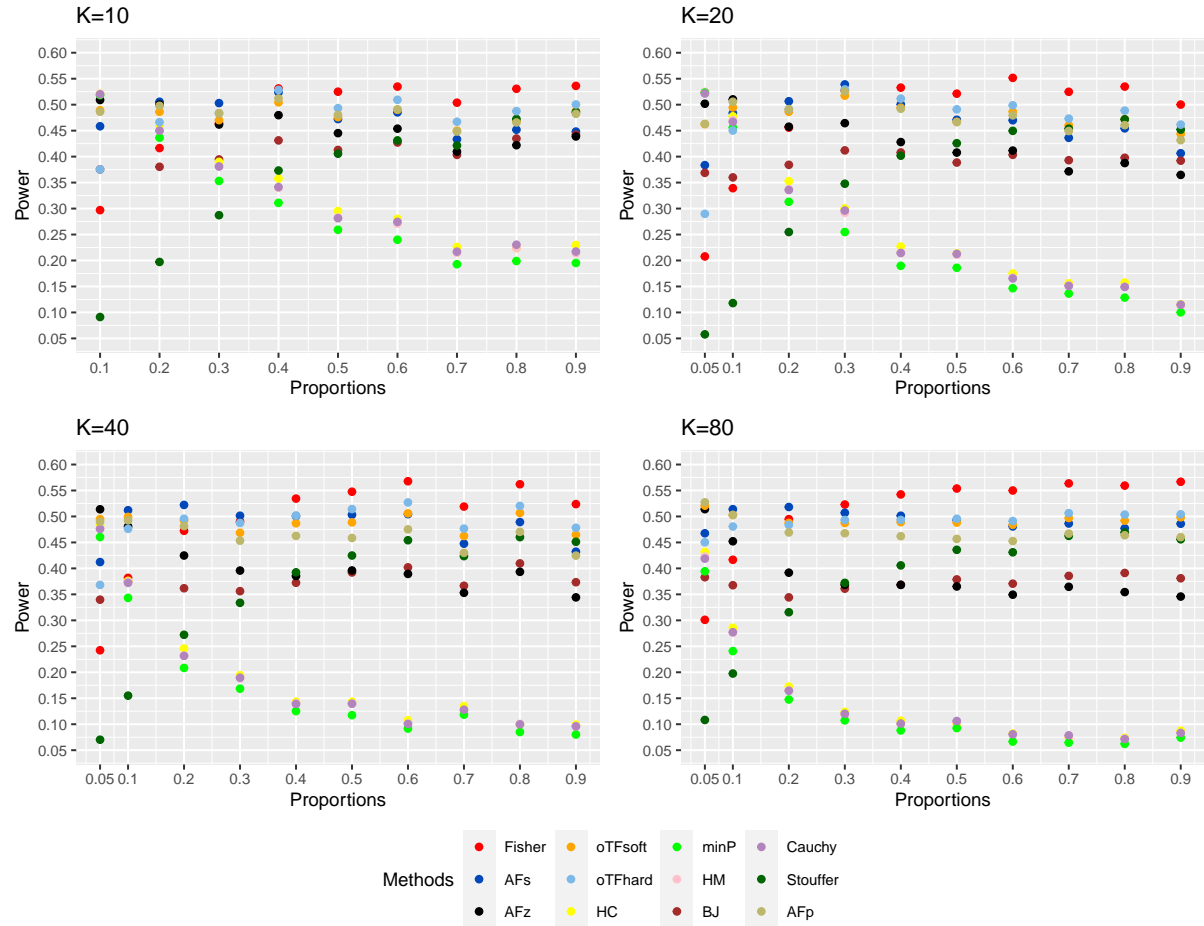 K=10
0.60
0.55
0.50
0.45
0.40
0.35
0.30
0.25
0.20
0.15
0.10
0.05
Power
0.1 0.2 0.3 0.4 0.5 0.6 0.7 0.8 0.9
Proportions
K=20
0.60
0.55
0.50
0.45
0.40
0.35
0.30
0.25
0.20
0.15
0.10
0.05
Power
0.05 0.1 0.2 0.3 0.4 0.5 0.6 0.7 0.8 0.9
Proportions
K=40
0.60
0.55
0.50
0.45
0.40
0.35
0.30
0.25
0.20
0.15
0.10
0.05
Power
0.05 0.1 0.2 0.3 0.4 0.5 0.6 0.7 0.8 0.9
Proportions
K=80
0.60
0.55
0.50
0.45
0.40
0.35
0.30
0.25
0.20
0.15
0.10
0.05
Power
0.05 0.1 0.2 0.3 0.4 0.5 0.6 0.7 0.8 0.9
Proportions
Methods
Fisher oTFsoft minP Cauchy
AFs oTFhard HM Stouffer
AFz HC BJ AFp